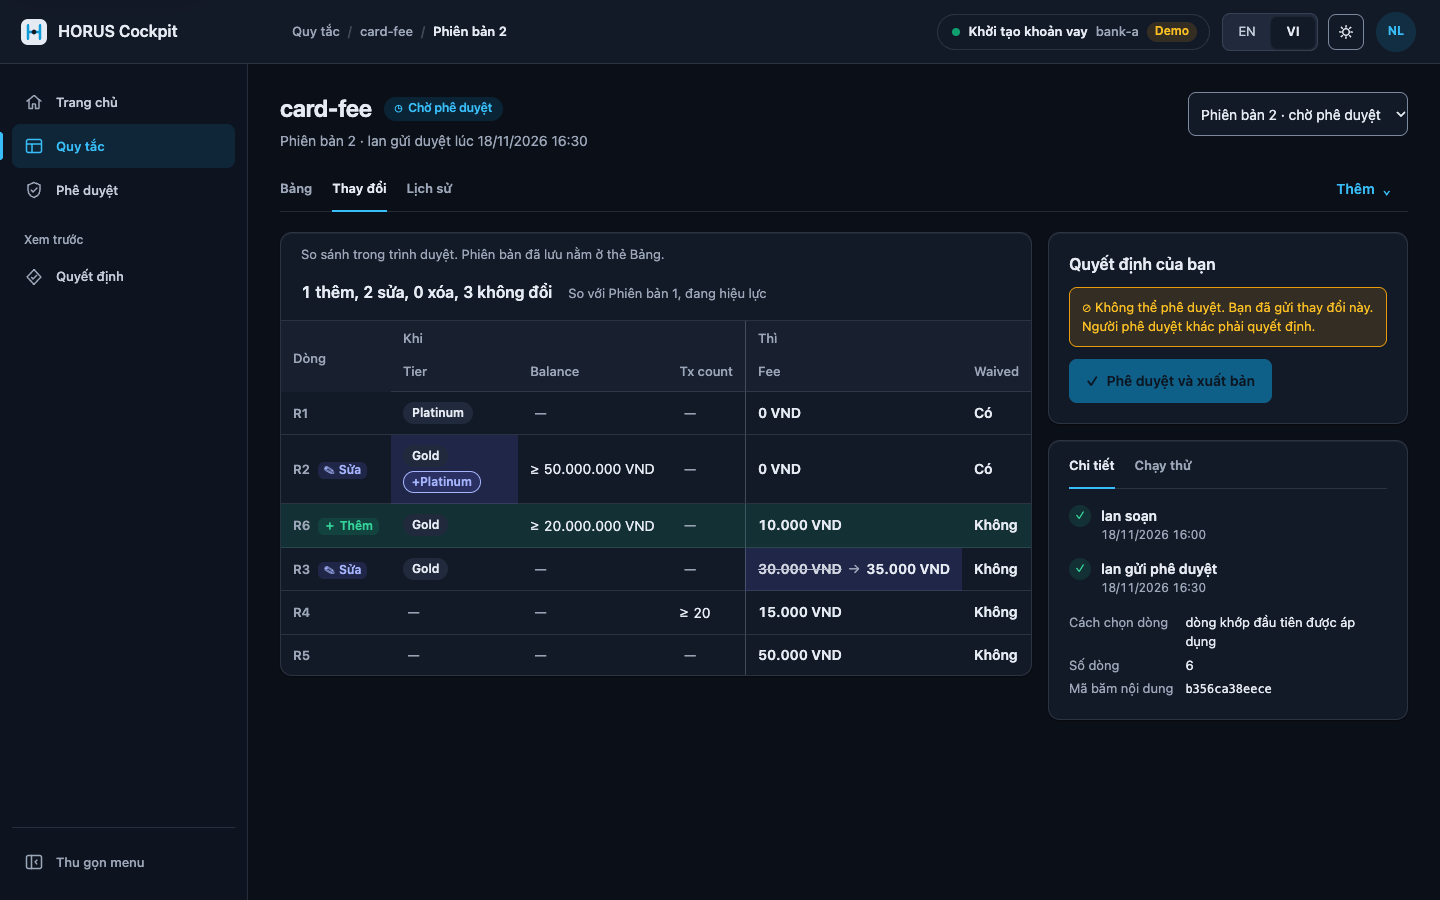 HORUS Cockpit
Quy tắc / card-fee / Phiên bản 2
Khởi tạo khoản vay bank-a Demo
EN VI
NL
Trang chủ
Quy tắc
Phê duyệt
Xem trước
Quyết định
Thu gọn menu
card-fee Chờ phê duyệt
Phiên bản 2 · lan gửi duyệt lúc 18/11/2026 16:30
Phiên bản 2 · chờ phê duyệt
Bảng Thay đổi Lịch sử
Thêm
So sánh trong trình duyệt. Phiên bản đã lưu nằm ở thẻ Bảng.
1 thêm, 2 sửa, 0 xóa, 3 không đổi So với Phiên bản 1, đang hiệu lực
Dòng Khi Thì
Tier Balance Tx count Fee Waived
R1 Platinum — — 0 VND Có
R2 ✎ Sửa Gold +Platinum ≥ 50.000.000 VND — 0 VND Có
R6 + Thêm Gold ≥ 20.000.000 VND — 10.000 VND Không
R3 ✎ Sửa Gold — — 30.000 VND → 35.000 VND Không
R4 — — ≥ 20 15.000 VND Không
R5 — — — 50.000 VND Không
Quyết định của bạn
⊘ Không thể phê duyệt. Bạn đã gửi thay đổi này.
Người phê duyệt khác phải quyết định.
✓ Phê duyệt và xuất bản
Chi tiết Chạy thử
lan soạn
18/11/2026 16:00
lan gửi phê duyệt
18/11/2026 16:30
Cách chọn dòng dòng khớp đầu tiên được áp
dụng
Số dòng 6
Mã băm nội dung b356ca38eece